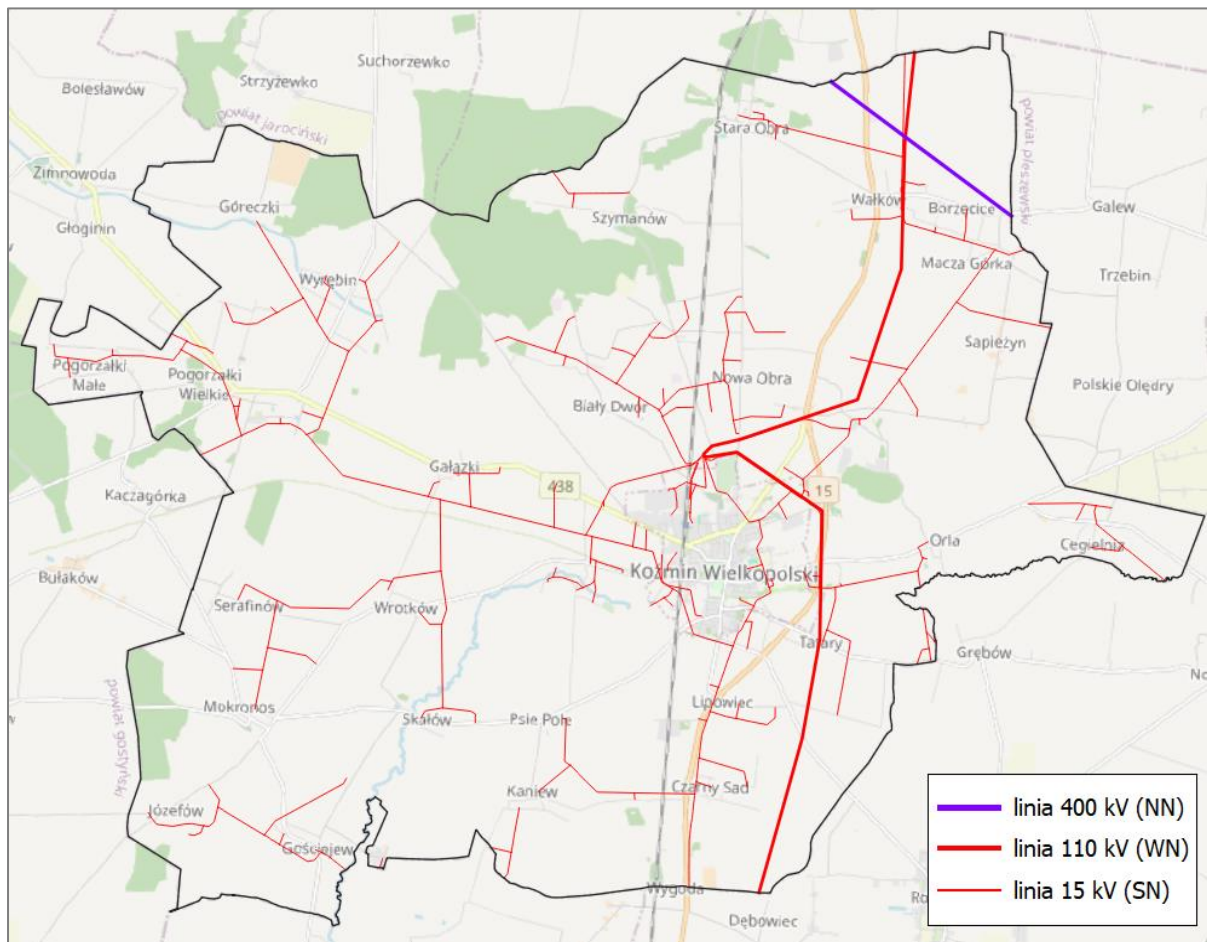 Suchorzewko
Strzyżewko
Bolesławów
powiat jarociński
Stara Obra
powiat pleszewski
Zimnowoda
Góreczki
Szymanów
Wałków
Borzęcice
Galew
Głoginin
Macza Górka
Trzebin
Wyrębin
Sapieżyn
Pogorzałki
Małe
Pogorzałki
Wielkie
Nowa Obra
Polskie Olędry
Biały Dwór
Gałązki
Kaczagórka
438
15
Orla
Cegielnia
Bułaków
Koźmin Wielkopolski
Serafinów
Wrotków
Tatary
Grębów
No
Mokronos
Skałów
Psie Pole
Lipowiec
powiat gostyński
Józefów
Kaniew
Czarny Sad
Gościejew
Wygoda
Dębowiec
Ro
linia 400 kV (NN)
linia 110 kV (WN)
linia 15 kV (SN)